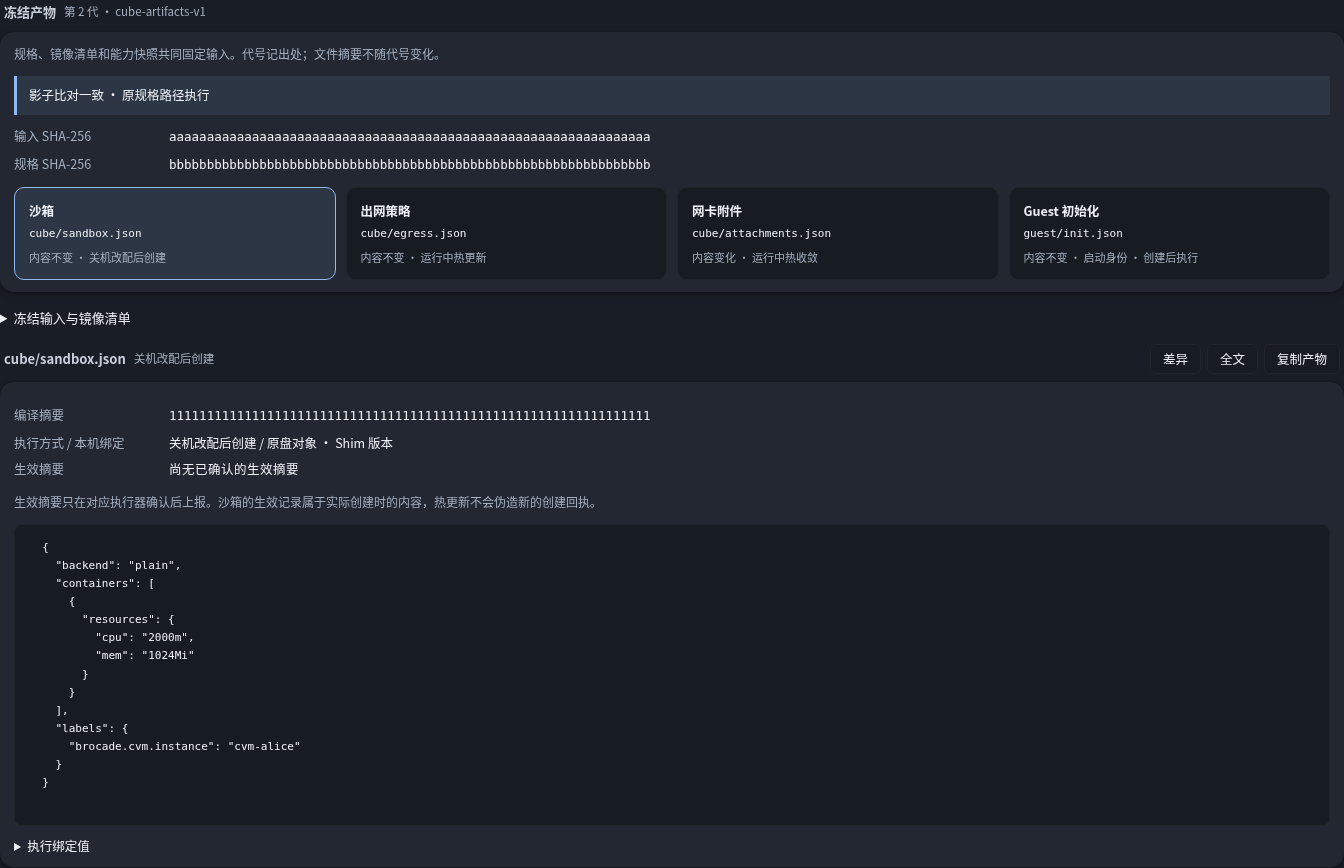 冻结产物 第 2 代 · cube-artifacts-v1
规格、镜像清单和能力快照共同固定输入。代号记出处；文件摘要不随代号变化。
影子比对一致 · 原规格路径执行
输入 SHA-256 aaaaaaaaaaaaaaaaaaaaaaaaaaaaaaaaaaaaaaaaaaaaaaaaaaaaaaaaaaaaaaaa
规格 SHA-256 bbbbbbbbbbbbbbbbbbbbbbbbbbbbbbbbbbbbbbbbbbbbbbbbbbbbbbbbbbbbbbbb
沙箱
cube/sandbox.json
内容不变 · 关机改配后创建
出网策略
cube/egress.json
内容不变 · 运行中热更新
网卡附件
cube/attachments.json
内容变化 · 运行中热收敛
Guest 初始化
guest/init.json
内容不变 · 启动身份 · 创建后执行
▶ 冻结输入与镜像清单
cube/sandbox.json 关机改配后创建 差异 全文 复制产物
编译摘要 1111111111111111111111111111111111111111111111111111111111111111
执行方式 / 本机绑定 关机改配后创建 / 原盘对象 · Shim 版本
生效摘要 尚无已确认的生效摘要
生效摘要只在对应执行器确认后上报。沙箱的生效记录属于实际创建时的内容，热更新不会伪造新的创建回执。
{
  "backend": "plain",
  "containers": [
    {
      "resources": {
        "cpu": "2000m",
        "mem": "1024Mi"
      }
    }
  ],
  "labels": {
    "brocade.cvm.instance": "cvm-alice"
  }
}
▶ 执行绑定值